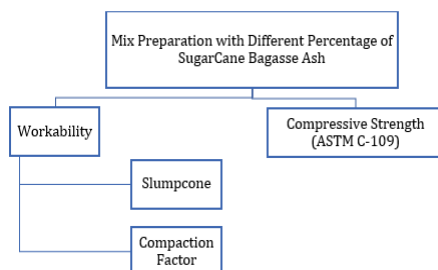 Mix Preparation with Different Percentage of
SugarCane Bagasse Ash
Workability
Compressive Strength
(ASTM C-109)
Slumpcone
Compaction
Factor